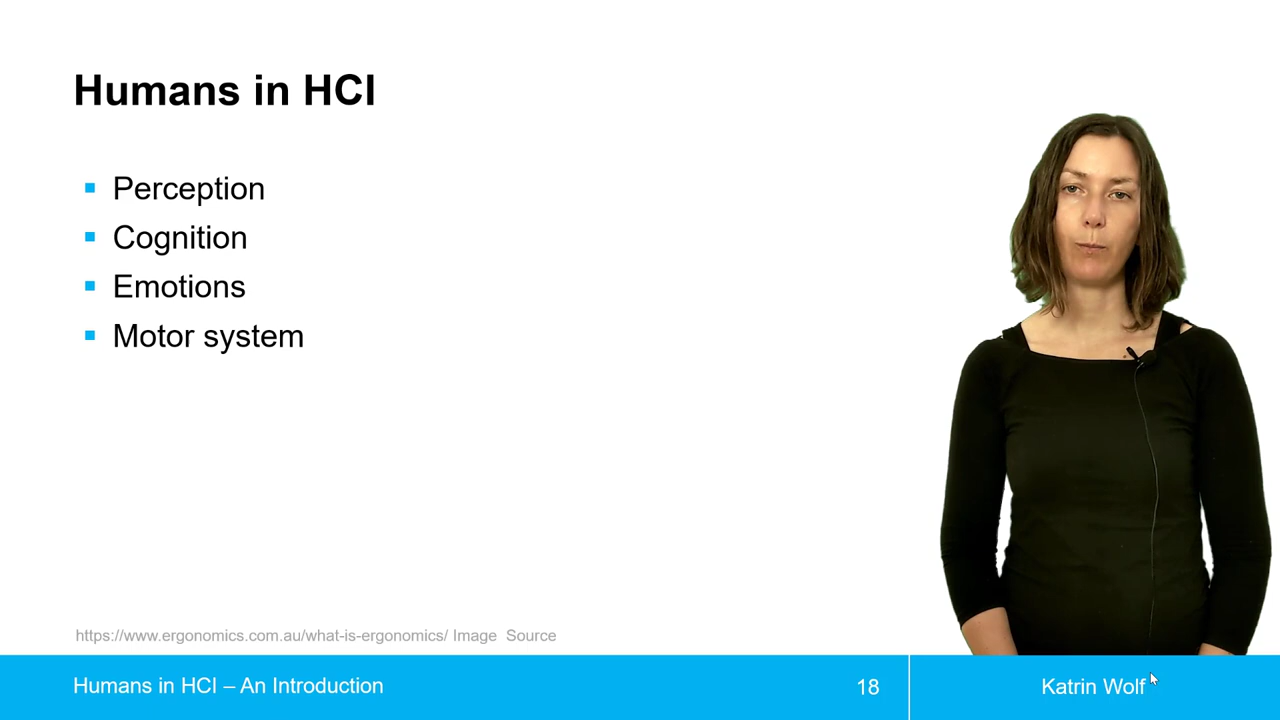 Humans in HCI
Perception
Cognition
Emotions
Motor system
https://www.ergonomics.com.au/what-is-ergonomics/ Image  Source
Humans in HCI – An Introduction
18
Katrin Wolf